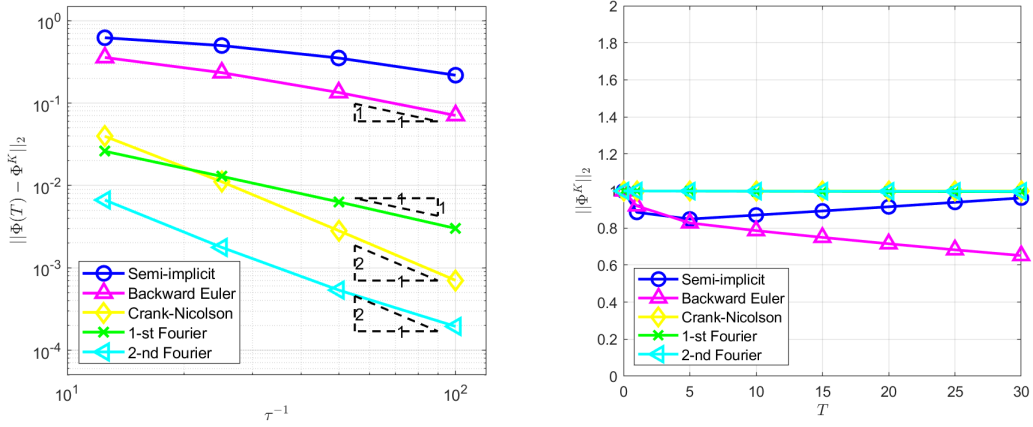 10^0
10^{-1}
10^{-2}
10^{-3}
10^{-4}
||Φ(T) − Φ^K||_2
1
1
1
1
2
1
2
1
Semi-implicit
Backward Euler
Crank-Nicolson
1-st Fourier
2-nd Fourier
10^1
10^2
τ^{-1}
2
1.8
1.6
1.4
1.2
1
0.8
0.6
0.4
0.2
0
||Φ^K||_2
Semi-implicit
Backward Euler
Crank-Nicolson
1-st Fourier
2-nd Fourier
0
5
10
15
20
25
30
T